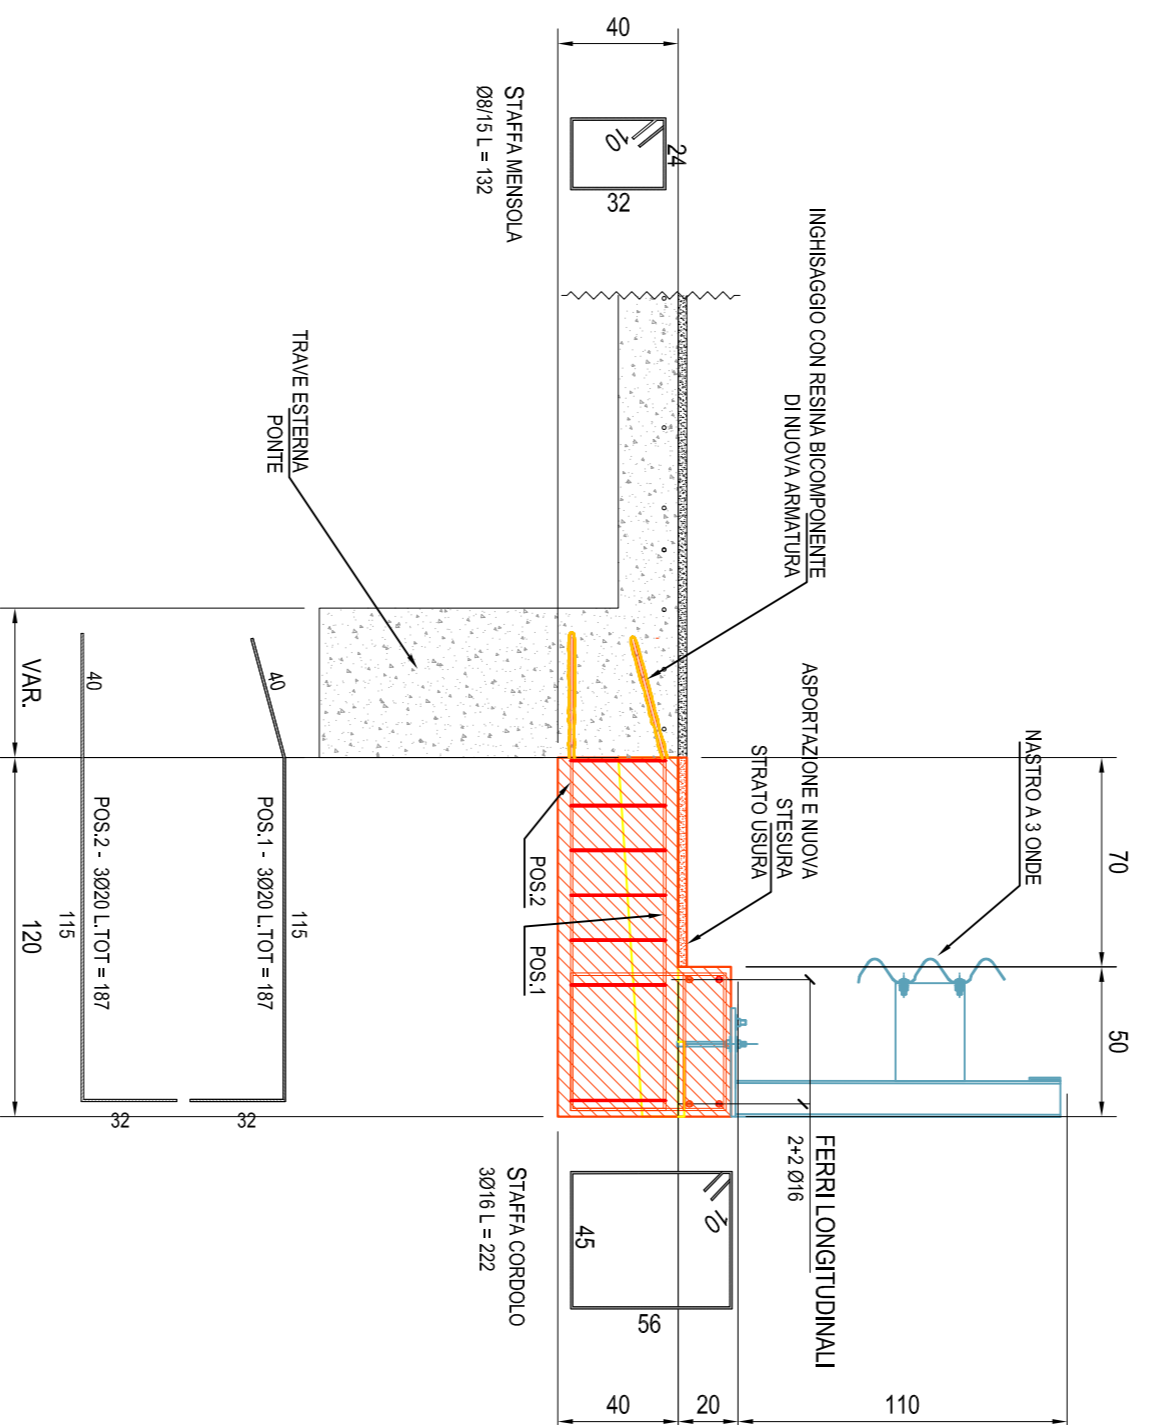 40
STAFFA MENSOLA
Ø8/15 L = 132
10
24
32
INGHISAGGIO CON RESINA BICOMPONENTE
DI NUOVA ARMATURA
TRAVE ESTERNA
PONTE
ASPORTAZIONE E NUOVA
STESURA
STRATO USURA
NASTRO A 3 ONDE
70
50
POS.2
POS.1
VAR.
120
40
40
POS.1 - 3Ø20 L.TOT = 187
115
POS.2 - 3Ø20 L.TOT = 187
115
32
32
FERRI LONGITUDINALI
2+2 Ø16
STAFFA CORDOLO
3Ø16 L = 222
10
45
56
40
20
110